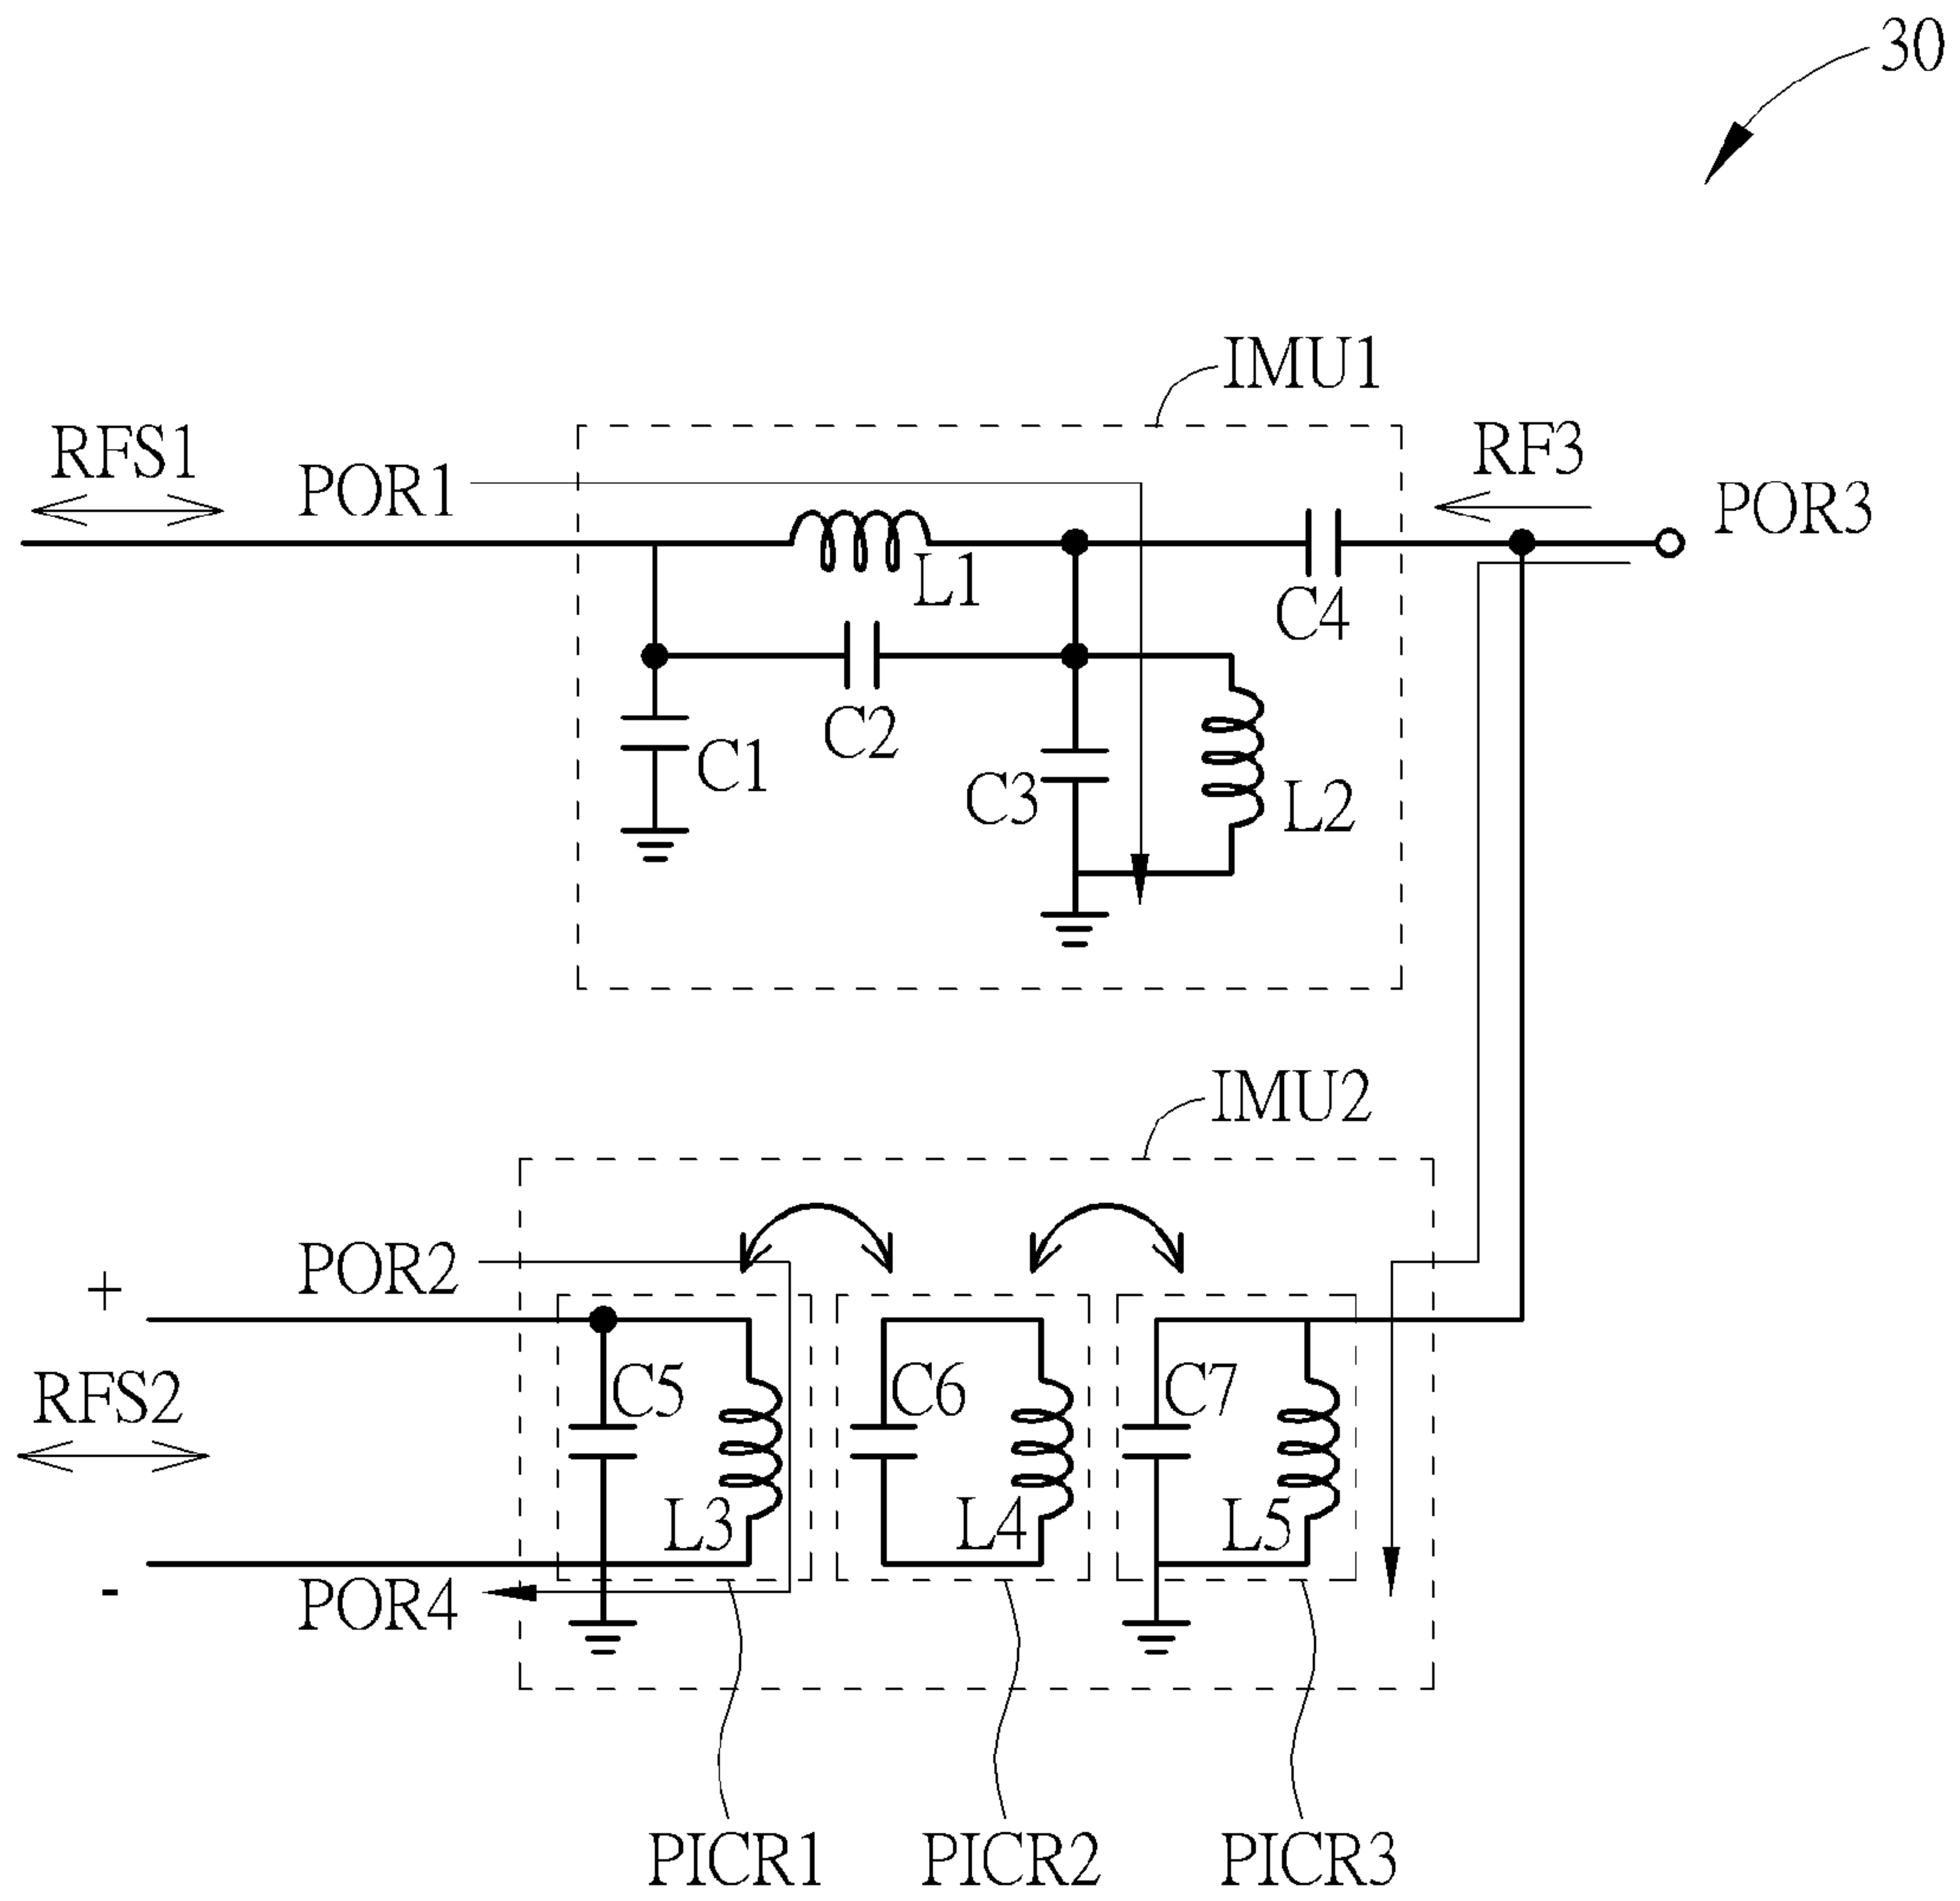 30
IMU1
RFS1
POR1
RF3
POR3
L1
C4
C2
C1
C3
L2
IMU2
POR2
+
C5
C6
C7
RFS2
L3
L4
L5
-
POR4
PICR1
PICR2
PICR3